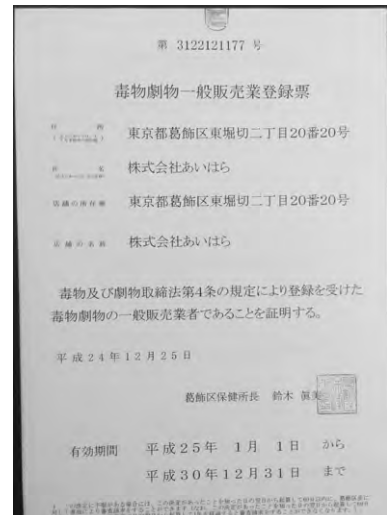 第 3122121177 号
毒物劇物一般販売業登録票
住 所 東京都葛飾区東堀切二丁目20番20号
氏 名 株式会社あいはら
店舗の所在地 東京都葛飾区東堀切二丁目20番20号
店舗の名称 株式会社あいはら
毒物及び劇物取締法第4条の規定により登録を受けた
毒物劇物の一般販売業者であることを証明する。
平成24年12月25日
葛飾区保健所長 鈴木 眞美
有効期間 平成25年 1月 1日 から
平成30年12月31日 まで